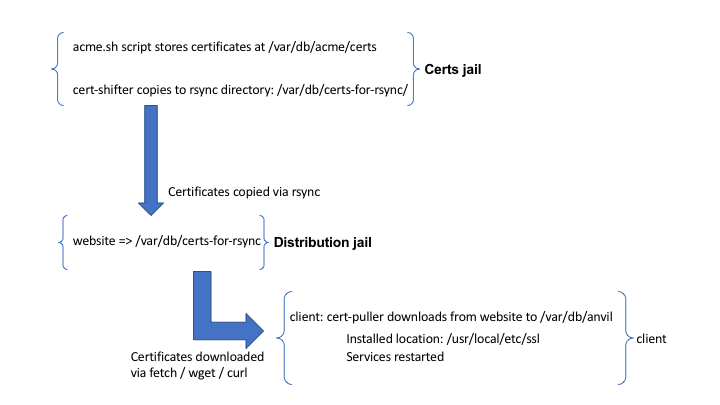 acme.sh script stores certificates at /var/db/acme/certs
Certs jail
cert-shifter copies to rsync directory: /var/db/certs-for-rsync/
Certificates copied via rsync
website => /var/db/certs-for-rsync
Distribution jail
client: cert-puller downloads from website to /var/db/anvil
Installed location: /usr/local/etc/ssl
Services restarted
client
Certificates downloaded
via fetch / wget / curl